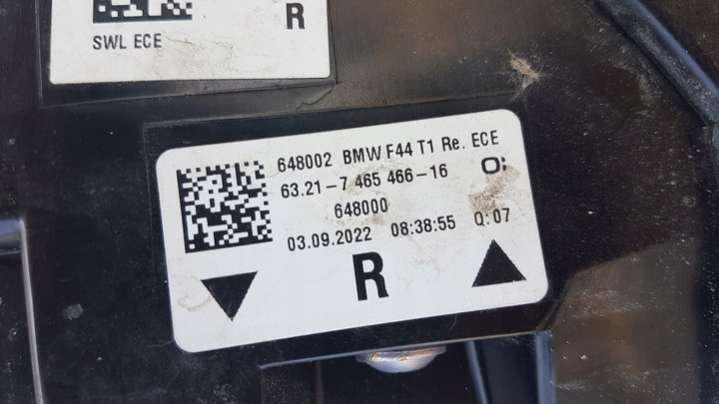 R
SWL ECE
648002 BMW F44 T1 Re. ECE
63.21-7 465 466-16 O;
648000
03.09.2022 08:38:55 Q: 07
R